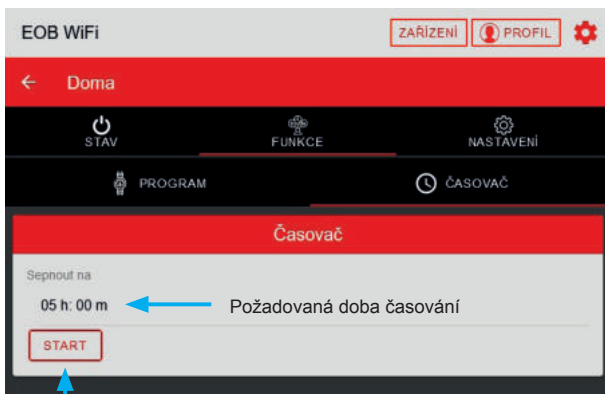 EOB WiFi ZAŘÍZENÍ PROFIL
Doma
STAV FUNKCE NASTAVENÍ
PROGRAM ČASOVAČ
Časovač
Sepnout na
05 h: 00 m Požadovaná doba časování
START